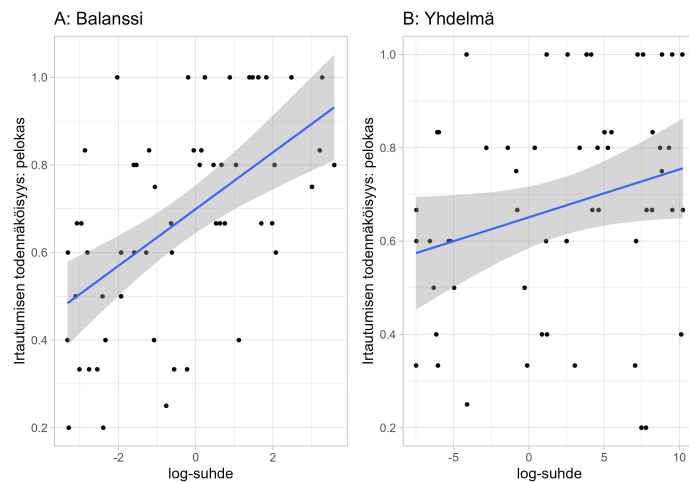 A: Balanssi
Irtautumisen todennäköisyys: pelokas
1.0
0.8
0.6
0.4
0.2
-2
0
2
log-suhde
B: Yhdelmä
Irtautumisen todennäköisyys: pelokas
1.0
0.8
0.6
0.4
0.2
-5
0
5
10
log-suhde